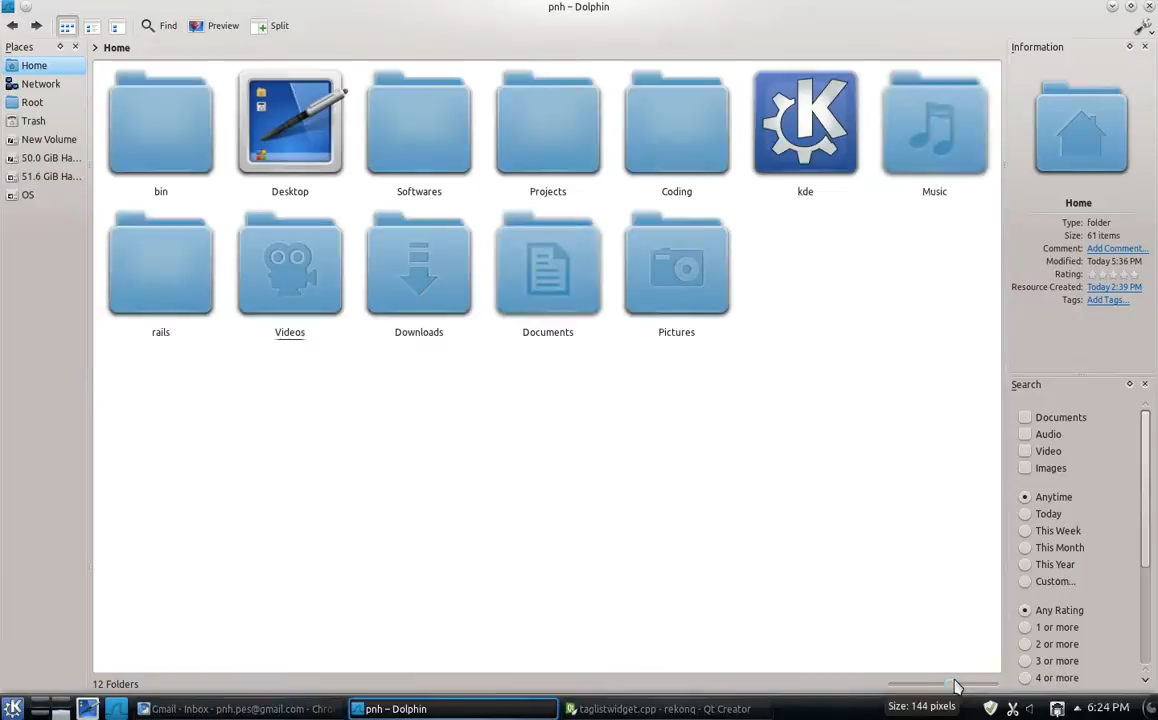 pnh – Dolphin
Find
Preview
Split
Places
Home
Network
Root
Trash
New Volume
50.0 GiB Ha...
51.6 GiB Ha...
OS
> Home
bin
Desktop
Softwares
Projects
Coding
kde
Music
rails
Videos
Downloads
Documents
Pictures
12 Folders
Information
Home
Type: folder
Size: 61 items
Comment: Add Comment...
Modified: Today 5:36 PM
Rating:
Resource Created: Today 2:39 PM
Tags: Add Tags...
Search
Documents
Audio
Video
Images
Anytime
Today
This Week
This Month
This Year
Custom...
Any Rating
1 or more
2 or more
3 or more
4 or more
Gmail - Inbox - pnh.pes@gmail.com - Chro
pnh – Dolphin
taglistwidget.cpp - rekonq - Qt Creator
Size: 144 pixels
6:24 PM